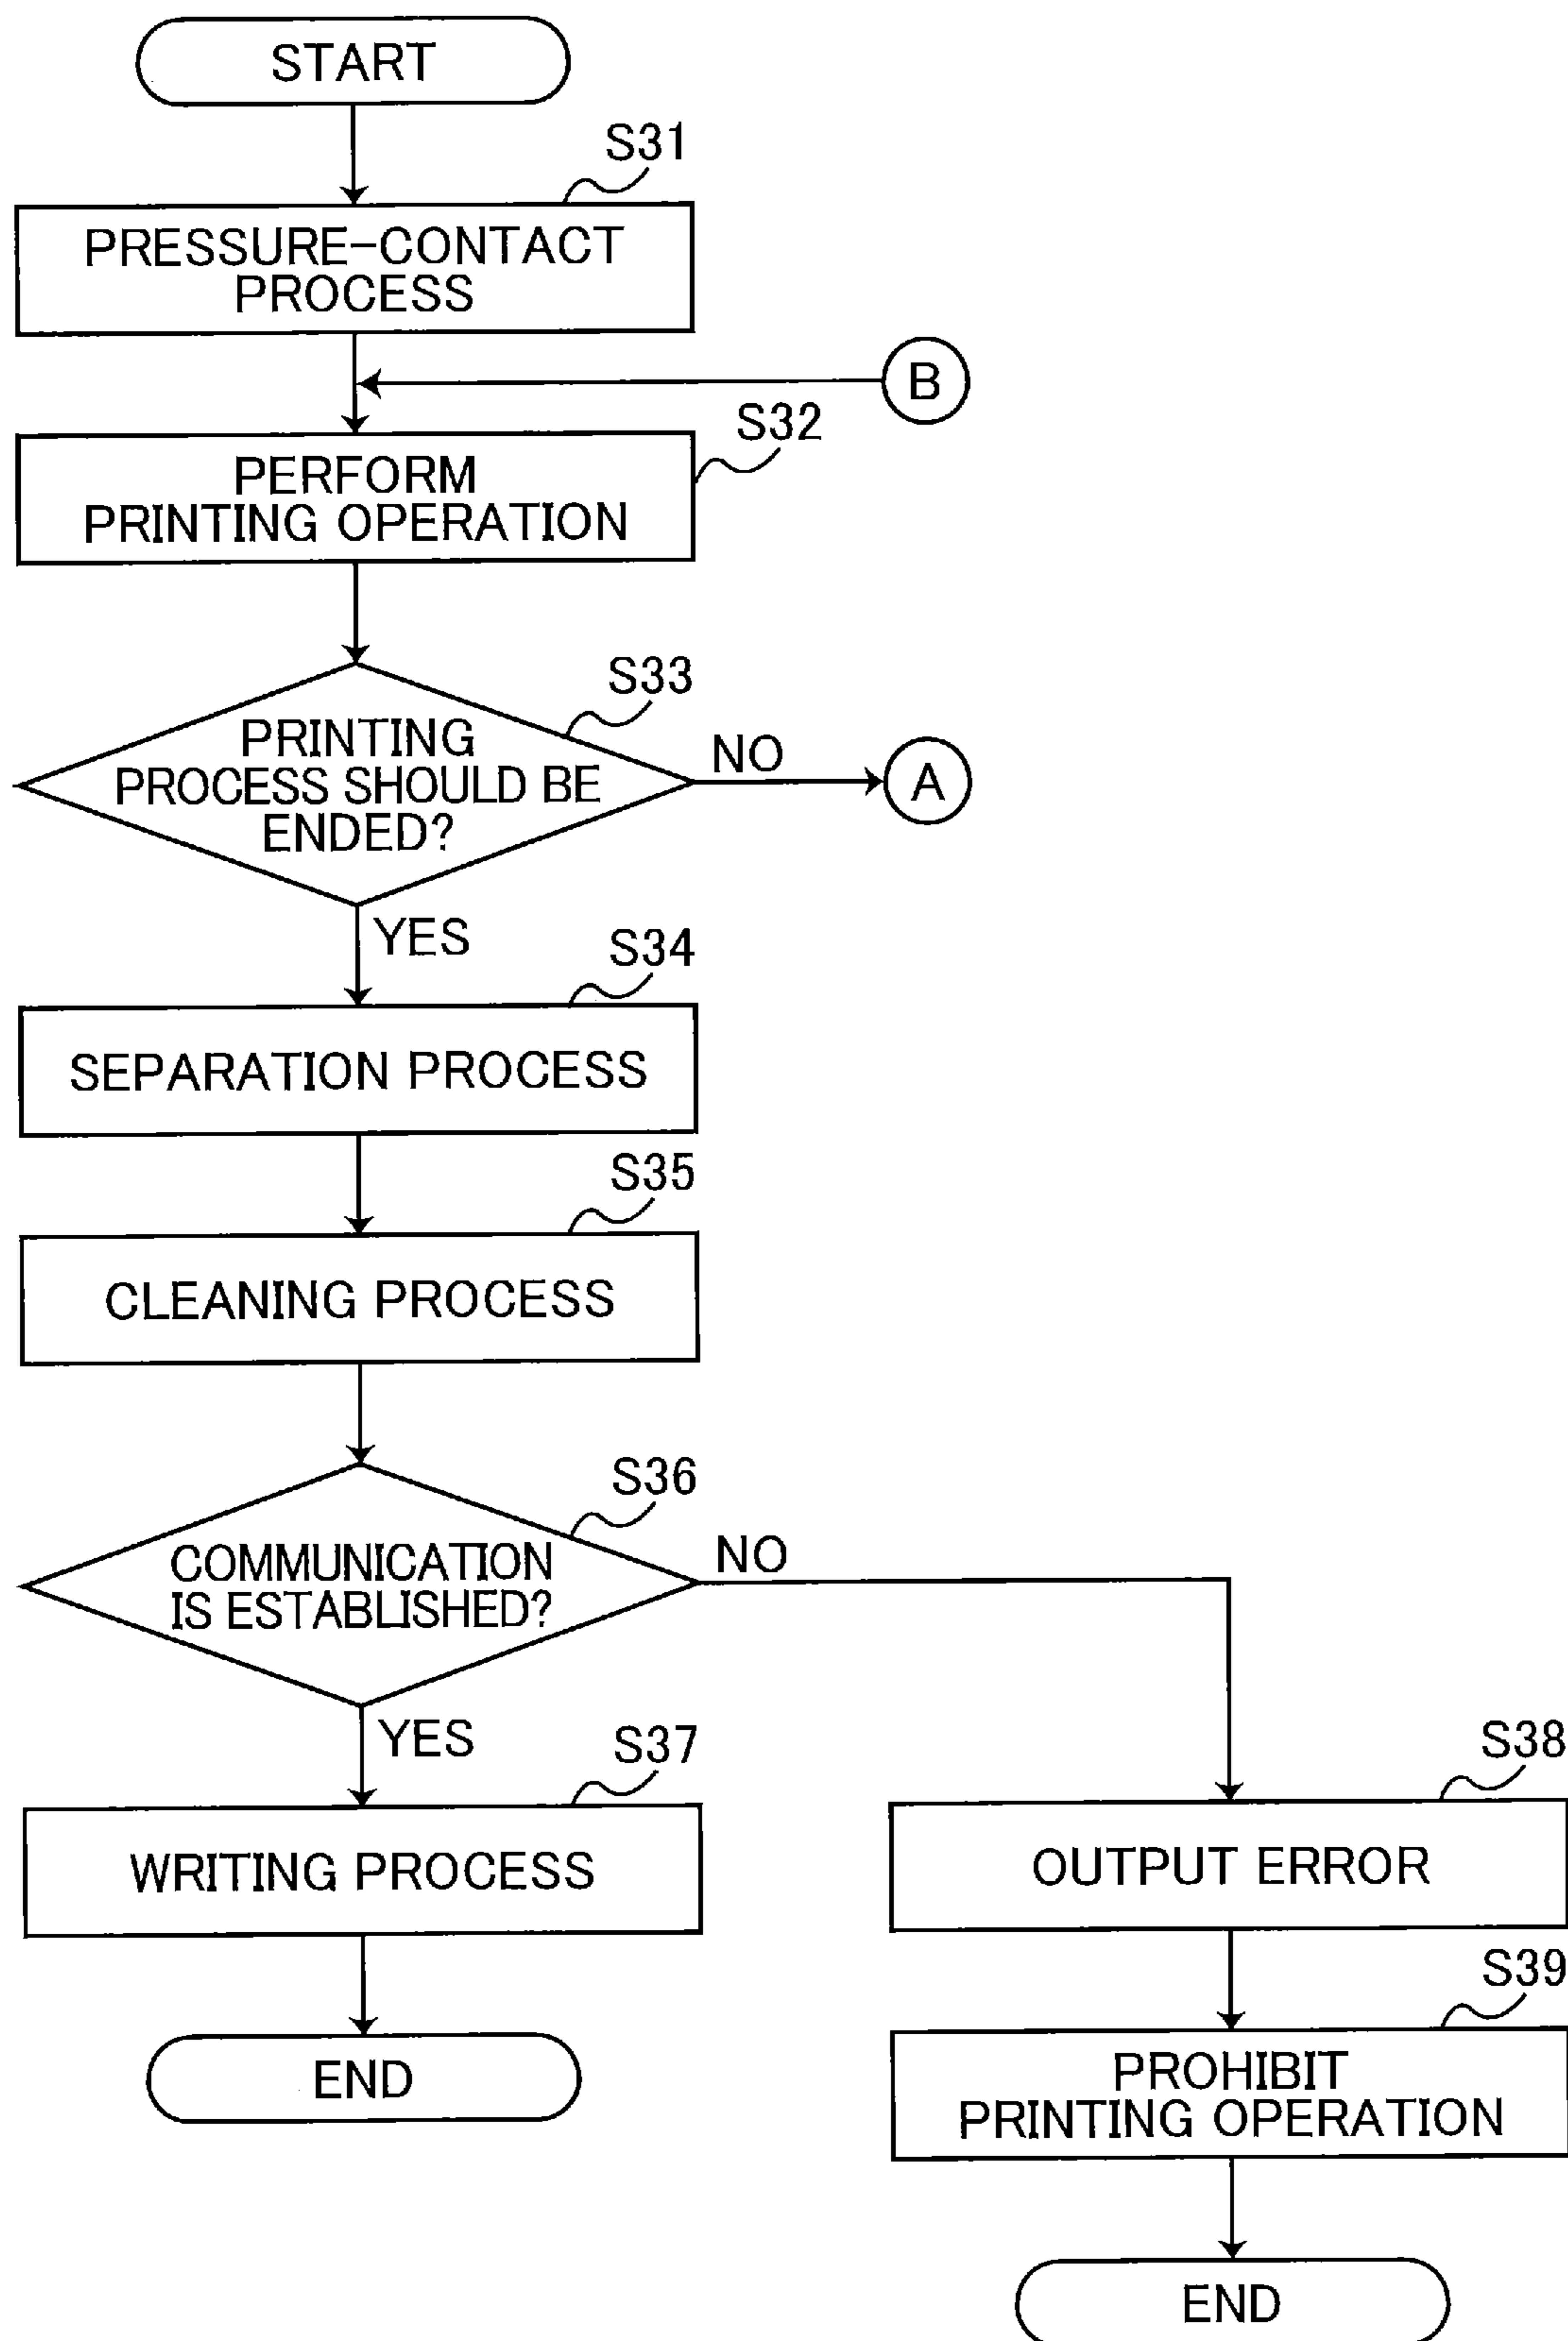 START
S31
PRESSURE-CONTACT
PROCESS
B
S32
PERFORM
PRINTING OPERATION
S33
PRINTING
PROCESS SHOULD BE
ENDED?
NO
A
YES
S34
SEPARATION PROCESS
S35
CLEANING PROCESS
S36
COMMUNICATION
IS ESTABLISHED?
NO
YES
S37
WRITING PROCESS
END
S38
OUTPUT ERROR
S39
PROHIBIT
PRINTING OPERATION
END